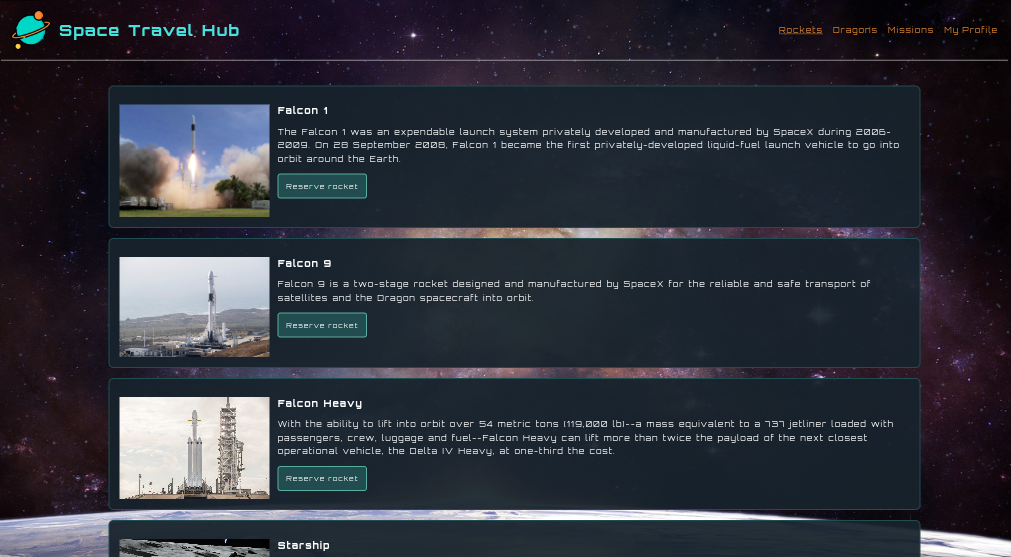 Space Travel Hub
Rockets Dragons Missions My Profile
Falcon 1
The Falcon 1 was an expendable launch system privately developed and manufactured by SpaceX during 2006-
2009. On 28 September 2008, Falcon 1 became the first privately-developed liquid-fuel launch vehicle to go into
orbit around the Earth.
Reserve rocket
Falcon 9
Falcon 9 is a two-stage rocket designed and manufactured by SpaceX for the reliable and safe transport of
satellites and the Dragon spacecraft into orbit.
Reserve rocket
Falcon Heavy
With the ability to lift into orbit over 54 metric tons (119,000 lb)--a mass equivalent to a 737 jetliner loaded with
passengers, crew, luggage and fuel--Falcon Heavy can lift more than twice the payload of the next closest
operational vehicle, the Delta IV Heavy, at one-third the cost.
Reserve rocket
Starship